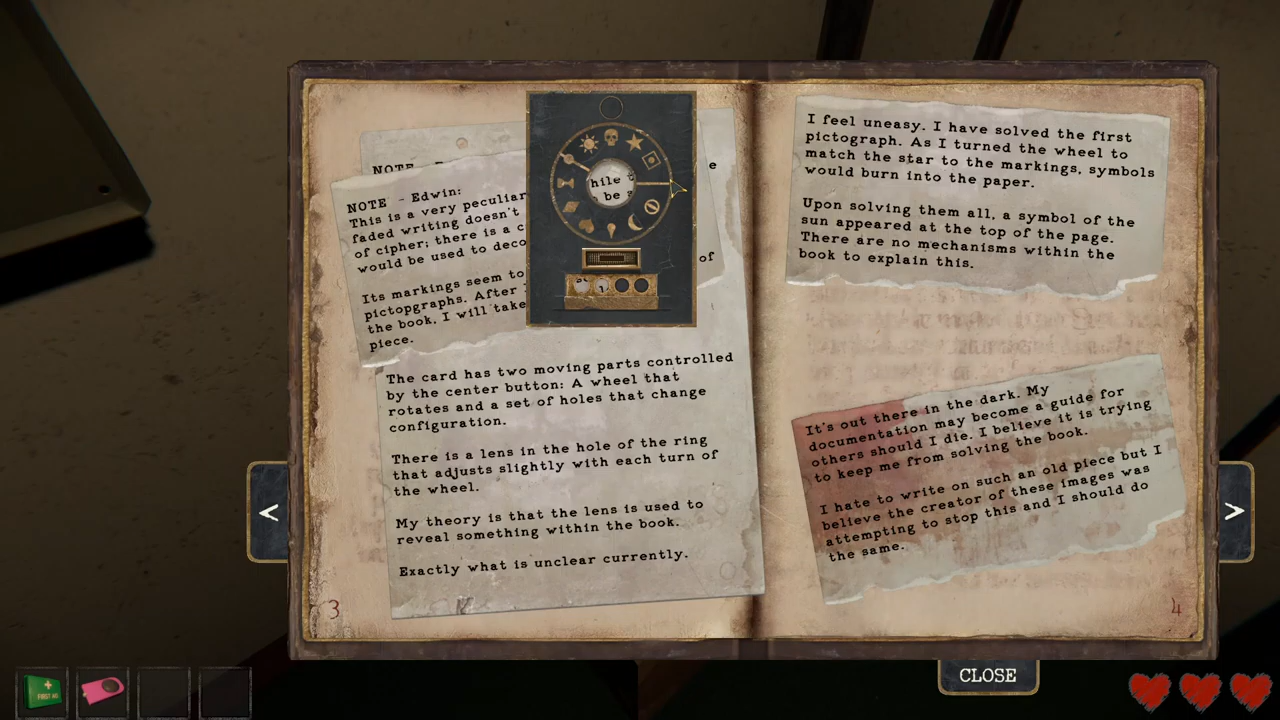 NOTE
e
NOTE - Edwin:
This is a very peculiar
faded writing doesn't
of cipher; there is a c
would be used to deco
Its markings seem to
pictopgraphs. After
the book, I will take
piece.
of
hile
be
The card has two moving parts controlled
by the center button: A wheel that
rotates and a set of holes that change
configuration.
There is a lens in the hole of the ring
that adjusts slightly with each turn of
the wheel.
My theory is that the lens is used to
reveal something within the book.
Exactly what is unclear currently.
3
I feel uneasy. I have solved the first
pictograph. As I turned the wheel to
match the star to the markings, symbols
would burn into the paper.
Upon solving them all, a symbol of the
sun appeared at the top of the page.
There are no mechanisms within the
book to explain this.
It's out there in the dark. My
documentation may become a guide for
others should I die. I believe it is trying
to keep me from solving the book.
I hate to write on such an old piece but I
believe the creator of these images was
attempting to stop this and I should do
the same.
4
<
>
CLOSE
FIRST AID